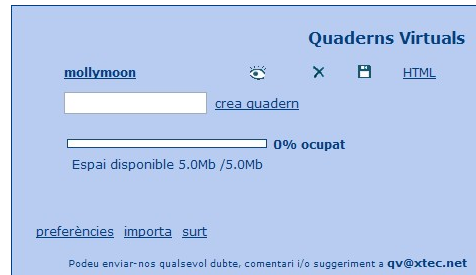 Quaderns Virtuals
mollymoon HTML
crea quadern
0% ocupat
Espai disponible 5.0Mb /5.0Mb
preferències importa surt
Podeu enviar-nos qualsevol dubte, comentari i/o suggeriment a qv@xtec.net